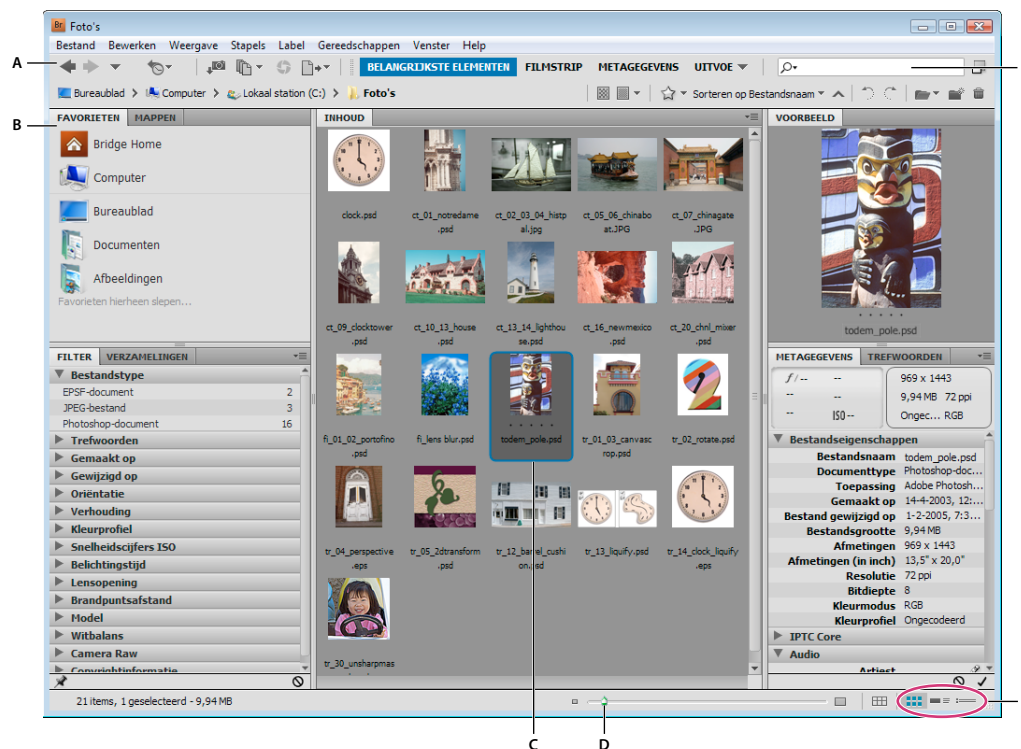 Br Foto's
Bestand Bewerken Weergave Stapels Label Gereedschappen Venster Help
A
BELANGRIJKSTE ELEMENTEN FILMSTRIP METAGEGEVENS UITVOE
Bureaublad > Computer > Lokaal station (C:) > Foto's
Sorteren op Bestandsnaam
B
FAVORIETEN MAPPEN
Bridge Home
Computer
Bureaublad
Documenten
Afbeeldingen
Favorieten hierheen slepen...
FILTER VERZAMELINGEN
Bestandstype
EPSF-document 2
JPEG-bestand 3
Photoshop-document 16
Trefwoorden
Gemaakt op
Gewijzigd op
Oriëntatie
Verhouding
Kleurprofiel
Snelheidscijfers ISO
Belichtingstijd
Lensopening
Brandpuntsafstand
Model
Witbalans
Camera Raw
Copyrightinformatie
INHOUD
clock.psd
ct_01_notredame
.psd
ct_02_03_04_histp
al.jpg
ct_05_06_chinabo
at.JPG
ct_07_chinagate
.JPG
ct_09_clocktower
.psd
ct_10_13_house
.psd
ct_13_14_lighthou
se.psd
ct_16_newmexico
.psd
ct_20_chnl_mixer
.psd
fi_01_02_portofino
.psd
fi_lens blur.psd
todem_pole.psd
tr_01_03_canvasc
rop.psd
tr_02_rotate.psd
tr_04_perspective
.eps
tr_05_2dtransform
.psd
tr_12_barrel_cushi
on.psd
tr_13_liquify.psd
tr_14_clock_liquify
.eps
tr_30_unsharpmas
VOORBEELD
todem_pole.psd
METAGEGEVENS TREFWOORDEN
f/-- --
-- --
-- ISO --
969 x 1443
9,94 MB 72 ppi
Ongec... RGB
Bestandseigenschappen
Bestandsnaam todem_pole.psd
Documenttype Photoshop-doc...
Toepassing Adobe Photosh...
Gemaakt op 14-4-2003, 12:...
Bestand gewijzigd op 1-2-2005, 7:3...
Bestandsgrootte 9,94 MB
Afmetingen 969 x 1443
Afmetingen (in inch) 13,5" x 20,0"
Resolutie 72 ppi
Bitdiepte 8
Kleurmodus RGB
Kleurprofiel Ongecodeerd
IPTC Core
Audio
Artiest
21 items, 1 geselecteerd - 9,94 MB
C D